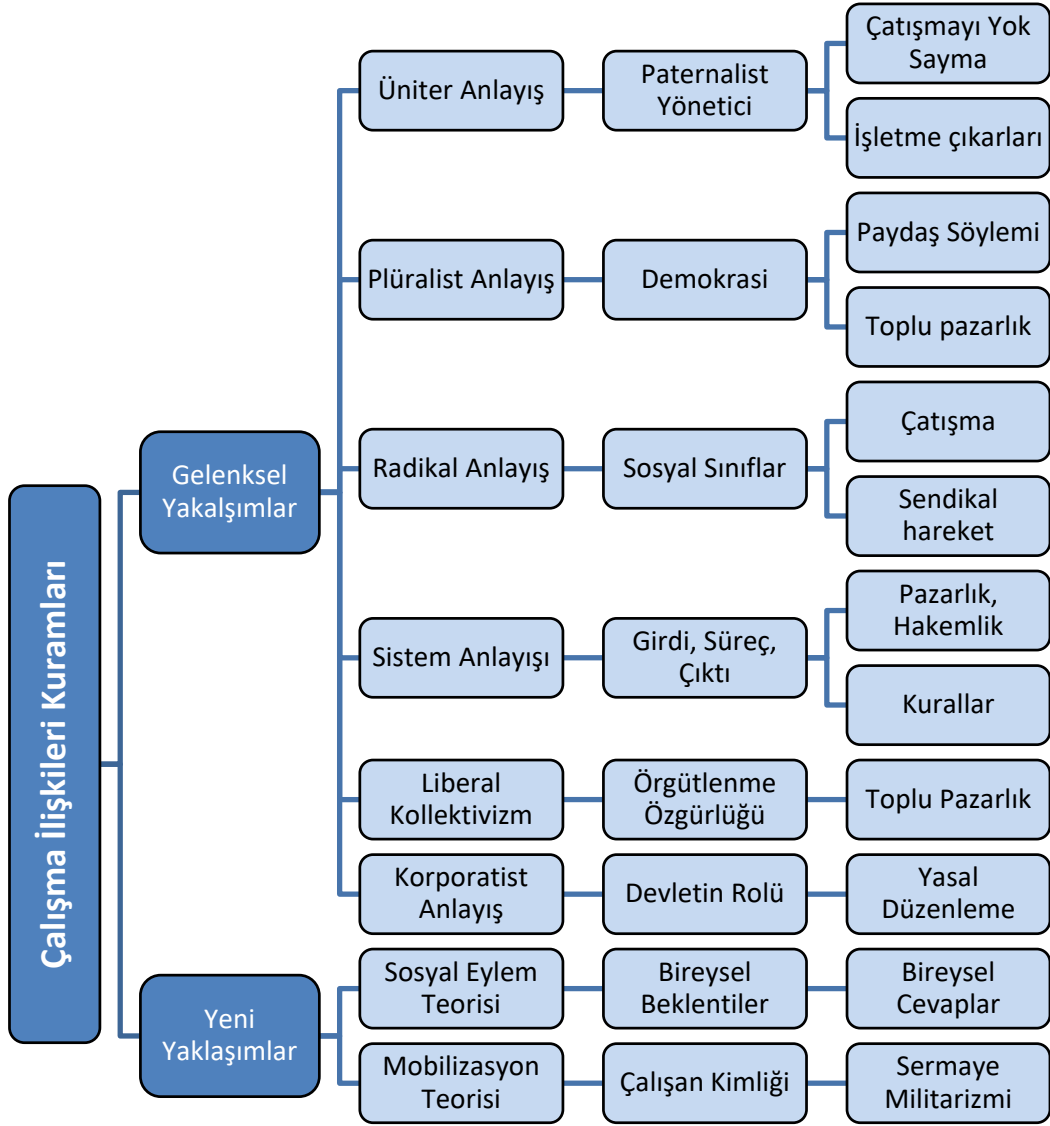 Çalışma İlişkileri Kuramları
Gelenksel
Yakalşımlar
Üniter Anlayış
Paternalist
Yönetici
Çatışmayı Yok
Sayma
İşletme çıkarları
Plüralist Anlayış
Demokrasi
Paydaş Söylemi
Toplu pazarlık
Radikal Anlayış
Sosyal Sınıflar
Çatışma
Sendikal
hareket
Sistem Anlayışı
Girdi, Süreç,
Çıktı
Pazarlık,
Hakemlik
Kurallar
Liberal
Kollektivizm
Örgütlenme
Özgürlüğü
Toplu Pazarlık
Korporatist
Anlayış
Devletin Rolü
Yasal
Düzenleme
Yeni
Yaklaşımlar
Sosyal Eylem
Teorisi
Bireysel
Beklentiler
Bireysel
Cevaplar
Mobilizasyon
Teorisi
Çalışan Kimliği
Sermaye
Militarizmi